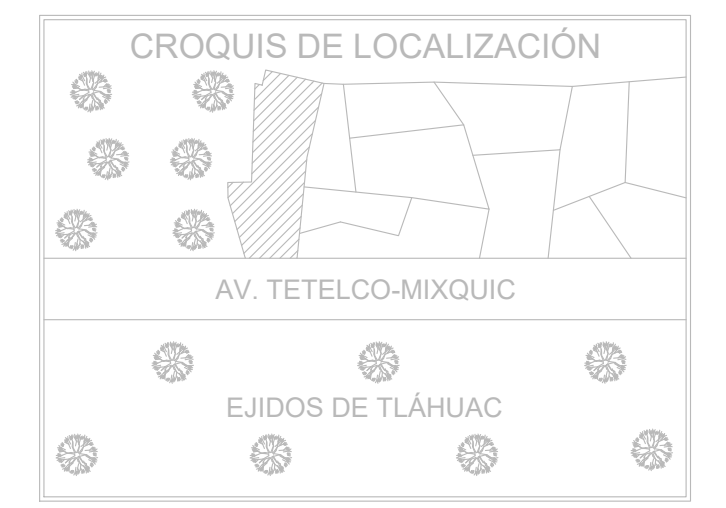 CROQUIS DE LOCALIZACIÓN
AV. TETELCO-MIXQUIC
EJIDOS DE TLÁHUAC